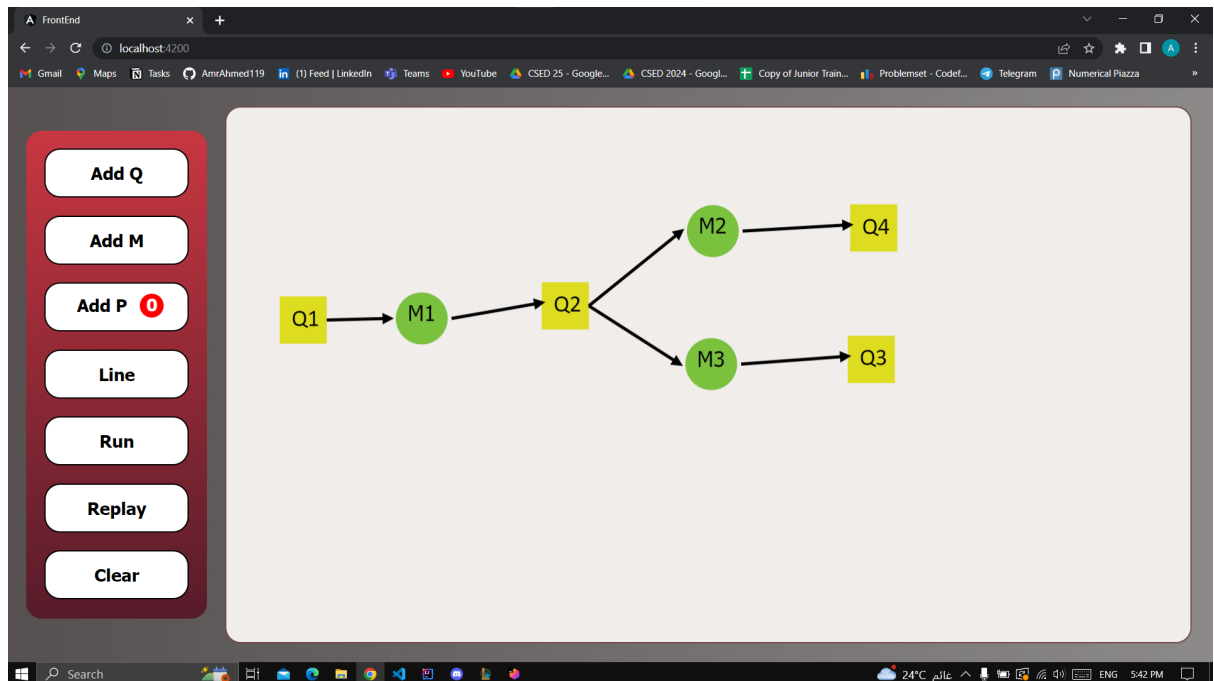 FrontEnd
localhost:4200
Gmail Maps Tasks AmrAhmed119 (1) Feed | LinkedIn Teams YouTube CSED 25 - Google... CSED 2024 - Googl... Copy of Junior Train... Problemset - Codef... Telegram Numerical Piazza »
Add Q
Add M
Add P 0
Line
Run
Replay
Clear
M2 Q4
Q1 M1 Q2
M3 Q3
Search 24°C غائم ENG 5:42 PM